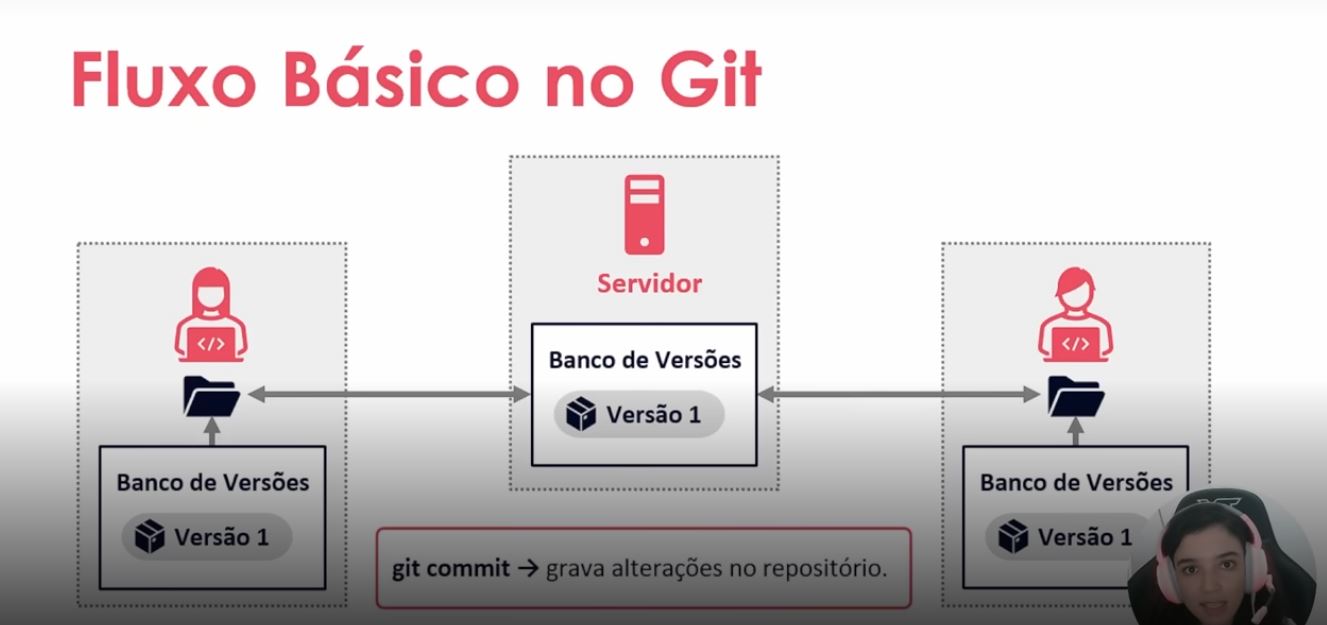 Fluxo Básico no Git
Servidor
Banco de Versões
Versão 1
</>
</>
Banco de Versões
Versão 1
Banco de Versões
Versão 1
git commit → grava alterações no repositório.